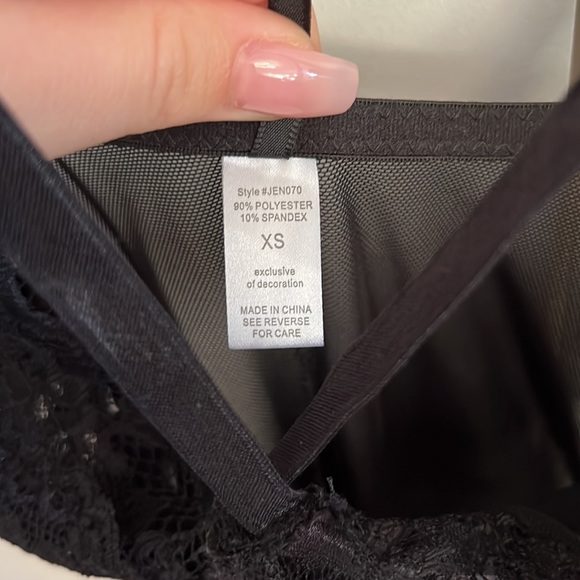 Style #JEN070
90% POLYESTER
10% SPANDEX
XS
exclusive
of decoration
MADE IN CHINA
SEE REVERSE
FOR CARE